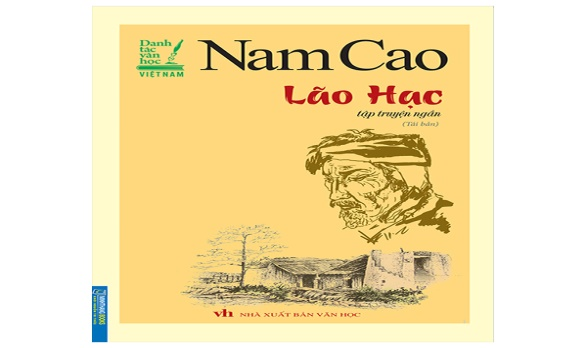 Danh
tác
văn
học
VIỆT NAM
Nam Cao
Lão Hạc
tập truyện ngắn
(Tái bản)
vh NHÀ XUẤT BẢN VĂN HỌC